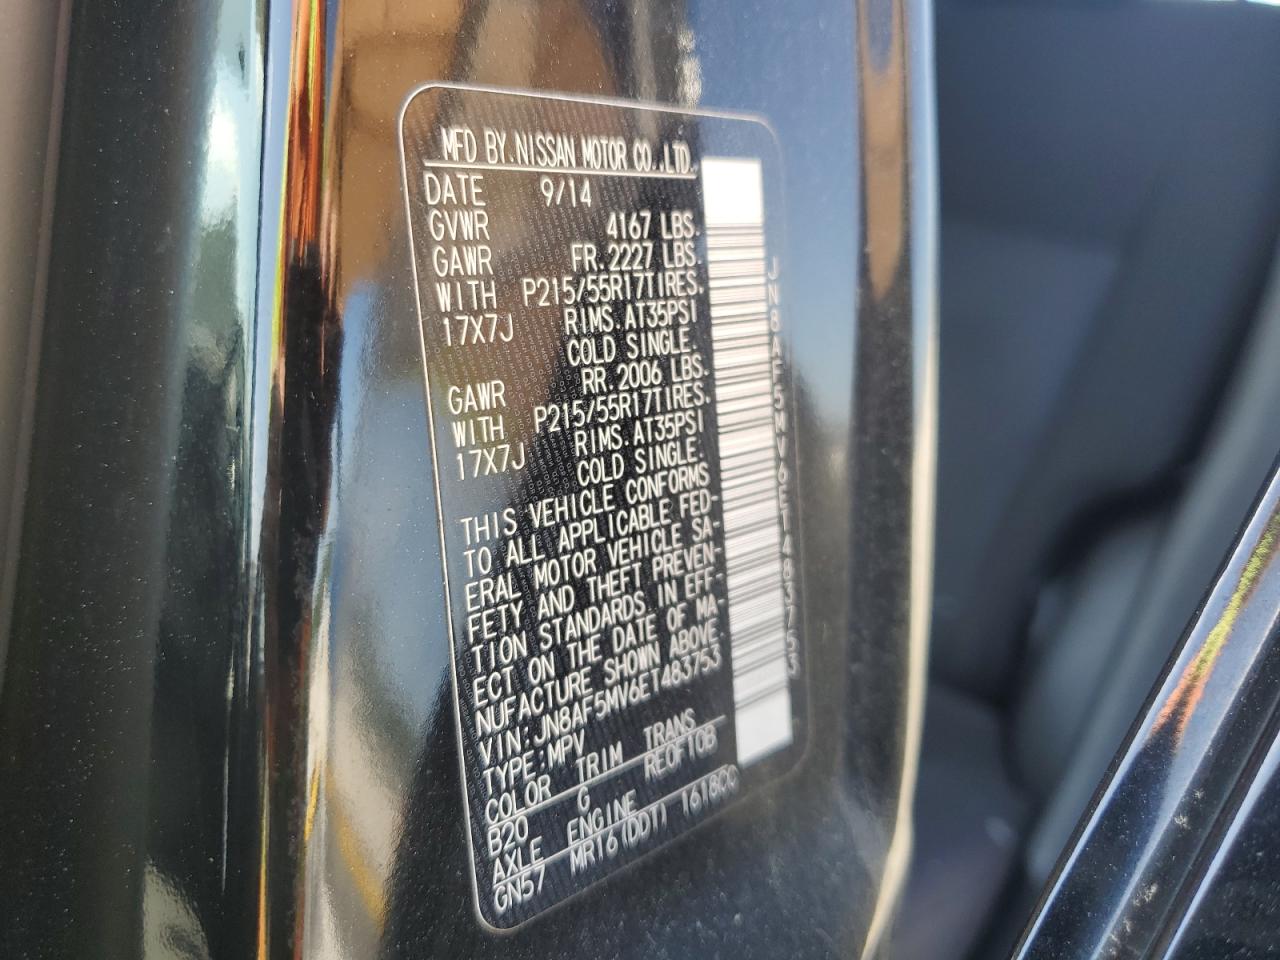 MFD BY.NISSAN MOTOR CO.,LTD.
DATE 9/14
GVWR 4167 LBS.
GAWR FR.2227 LBS.
WITH P215/55R17TIRES.
17X7J RIMS.AT35PSI
COLD SINGLE.
GAWR RR.2006 LBS.
WITH P215/55R17TIRES.
17X7J RIMS.AT35PSI
COLD SINGLE.
THIS VEHICLE CONFORMS
TO ALL APPLICABLE FED-
ERAL MOTOR VEHICLE SA-
FETY AND THEFT PREVEN-
TION STANDARDS IN EFF-
ECT ON THE DATE OF MA-
NUFACTURE SHOWN ABOVE.
VIN:JN8AF5MV6ET483753
TYPE:MPV
COLOR TRIM TRANS
B20 G RE0F10B
AXLE ENGINE
GN57 MR16(DDT) 1618CC
JN8AF5MV6ET483753